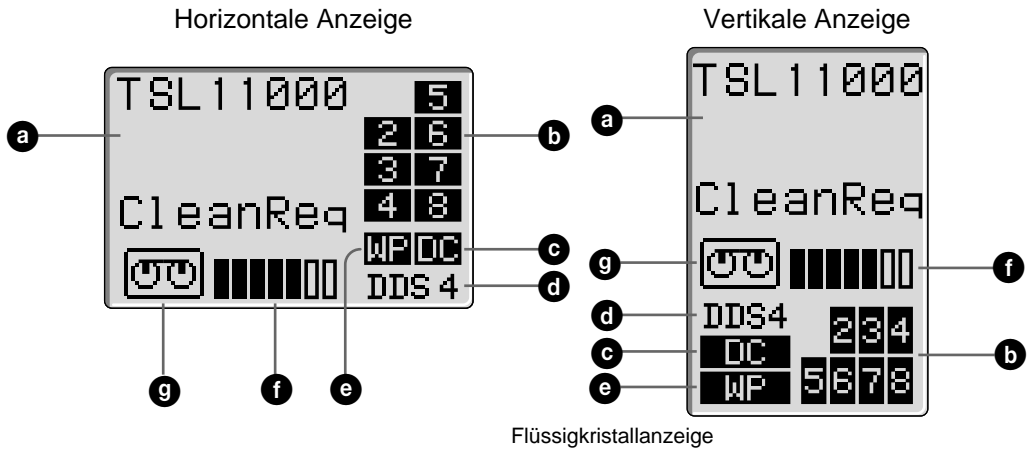 Horizontale Anzeige
TSL11000
5
2 6
3 7
4 8
CleanReq
WP DC
DDS 4
a
b
c
d
e
f
g
Vertikale Anzeige
TSL11000
CleanReq
DDS4
2 3 4
DC
WP
5 6 7 8
a
g
f
d
c
b
e
Flüssigkristallanzeige